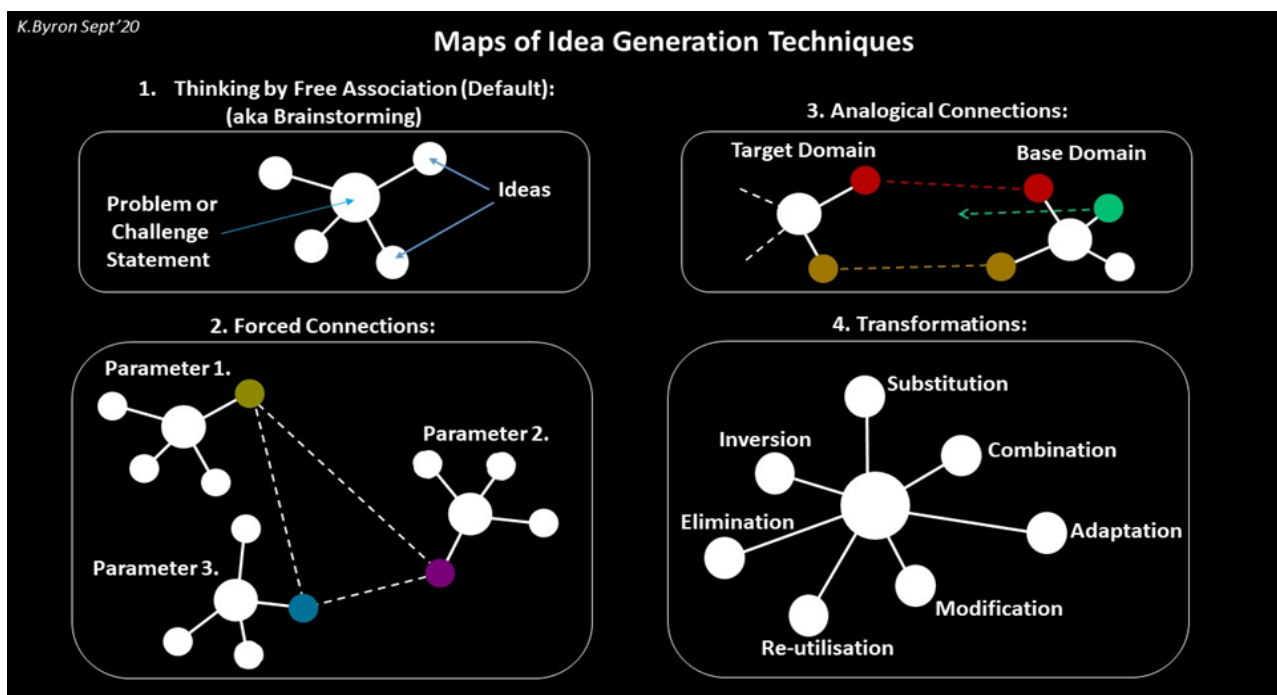 K.Byron Sept'20
Maps of Idea Generation Techniques
1. Thinking by Free Association (Default):
(aka Brainstorming)
Problem or
Challenge
Statement
Ideas
3. Analogical Connections:
Target Domain
Base Domain
2. Forced Connections:
Parameter 1.
Parameter 2.
Parameter 3.
4. Transformations:
Substitution
Inversion
Combination
Elimination
Adaptation
Modification
Re-utilisation